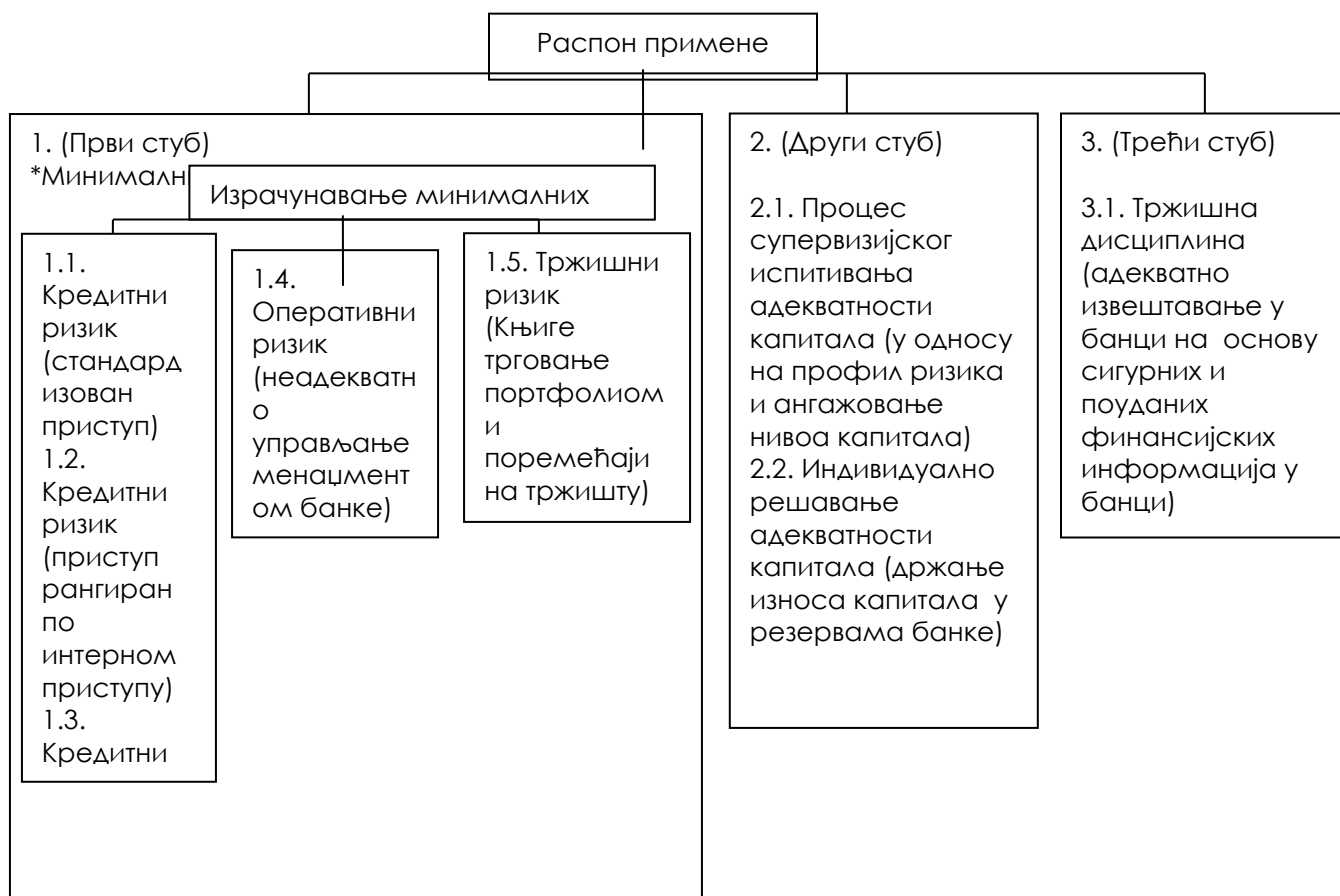 Распон примене
1. (Први стуб)
*Минималн
Израчунавање минималних
1.1.
Кредитни
ризик
(стандард
изован
приступ)
1.2.
Кредитни
ризик
(приступ
рангиран
по
интерном
приступу)
1.3.
Кредитни
1.4.
Оперативни
ризик
(неадекватн
о
управљање
менаџмент
ом банке)
1.5. Тржишни
ризик
(Књиге
трговање
портфолиом
и
поремећаји
на тржишту)
2. (Други стуб)
2.1. Процес
супервизијског
испитивања
адекватности
капитала (у односу
на профил ризика
и ангажовање
нивоа капитала)
2.2. Индивидуално
решавање
адекватности
капитала (држање
износа капитала у
резервама банке)
3. (Трећи стуб)
3.1. Тржишна
дисциплина
(адекватно
извештавање у
банци на основу
сигурних и
поуданих
финансијских
информација у
банци)